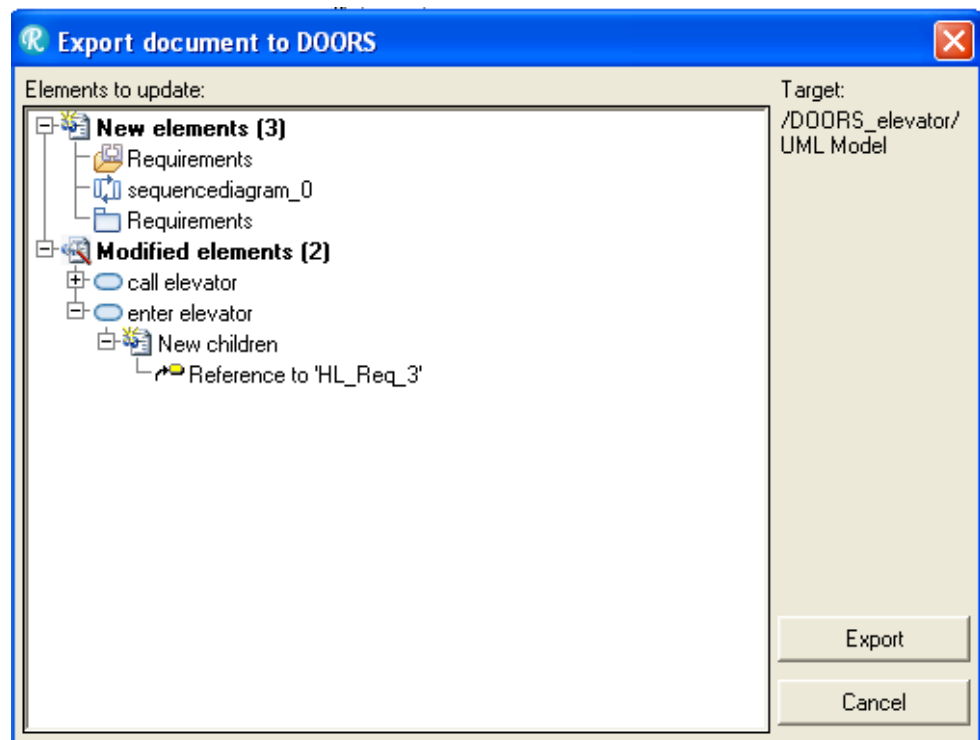 Export document to DOORS
Elements to update:
Target:
/DOORS_elevator/
UML Model
New elements (3)
Requirements
sequencediagram_0
Requirements
Modified elements (2)
call elevator
enter elevator
New children
Reference to 'HL_Req_3'
Export
Cancel